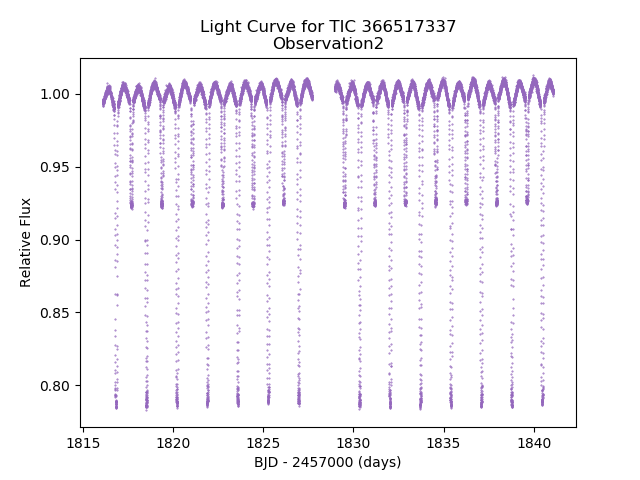 Light Curve for TIC 366517337
Observation2
Relative Flux
1.00
0.95
0.90
0.85
0.80
1815
1820
1825
1830
1835
1840
BJD - 2457000 (days)